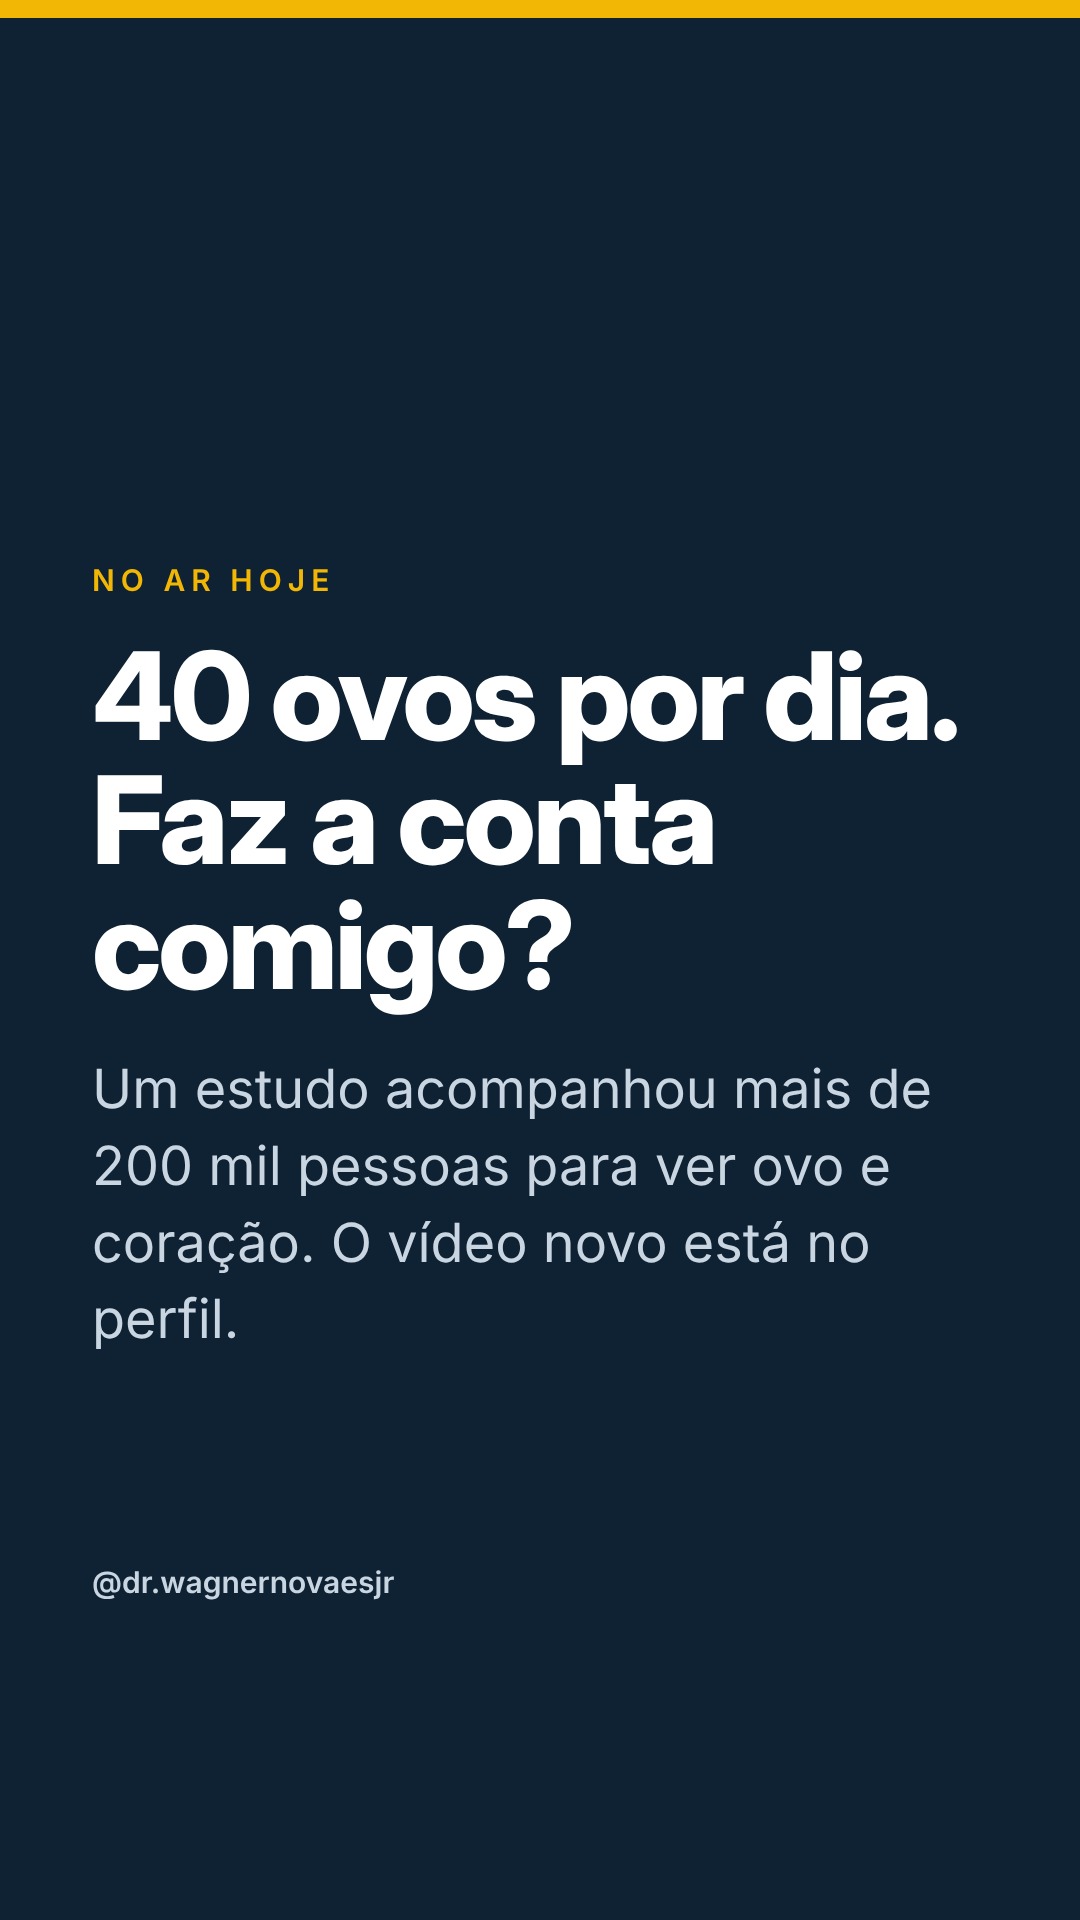 NO AR HOJE
40 ovos por dia.
Faz a conta
comigo?
Um estudo acompanhou mais de
200 mil pessoas para ver ovo e
coração. O vídeo novo está no
perfil.
@dr.wagnernovaesjr